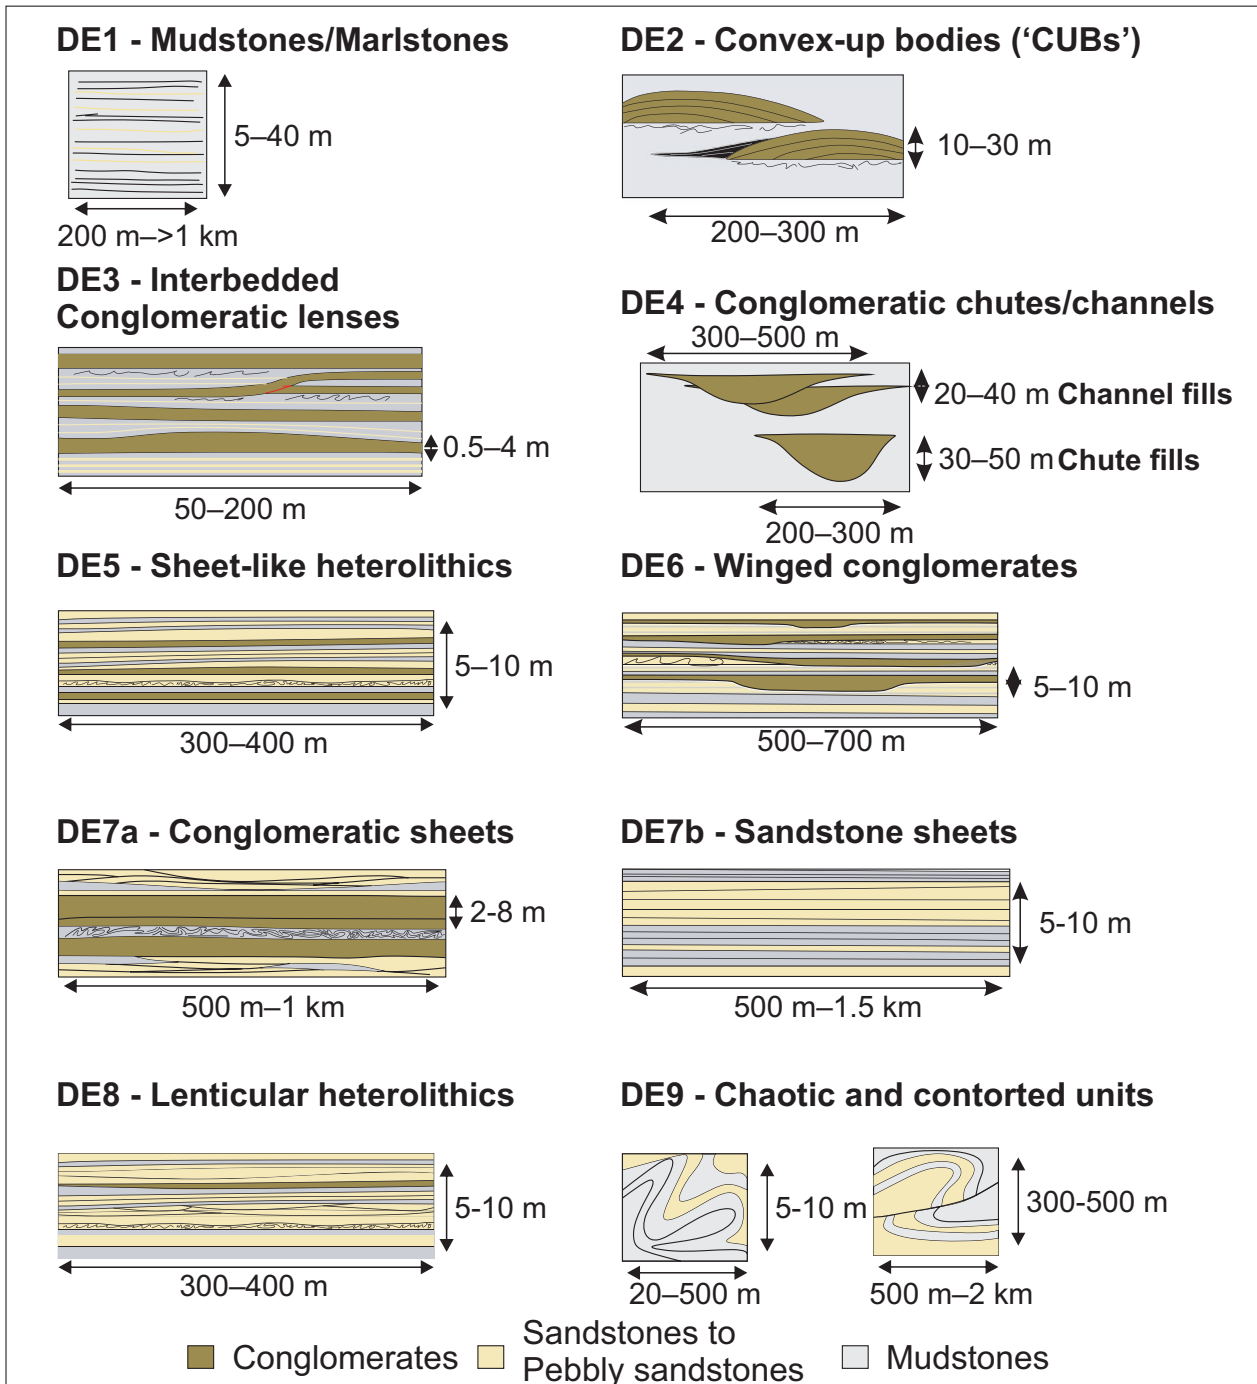 DE1 - Mudstones/Marlstones
5–40 m
200 m–>1 km
DE2 - Convex-up bodies (‘CUBs’)
10–30 m
200–300 m
DE3 - Interbedded
Conglomeratic lenses
0.5–4 m
50–200 m
DE4 - Conglomeratic chutes/channels
300–500 m
20–40 m Channel fills
30–50 m Chute fills
200–300 m
DE5 - Sheet-like heterolithics
5–10 m
300–400 m
DE6 - Winged conglomerates
5–10 m
500–700 m
DE7a - Conglomeratic sheets
2-8 m
500 m–1 km
DE7b - Sandstone sheets
5-10 m
500 m–1.5 km
DE8 - Lenticular heterolithics
5-10 m
300–400 m
DE9 - Chaotic and contorted units
5-10 m
20–500 m
300-500 m
500 m–2 km
Conglomerates
Sandstones to
Pebbly sandstones
Mudstones